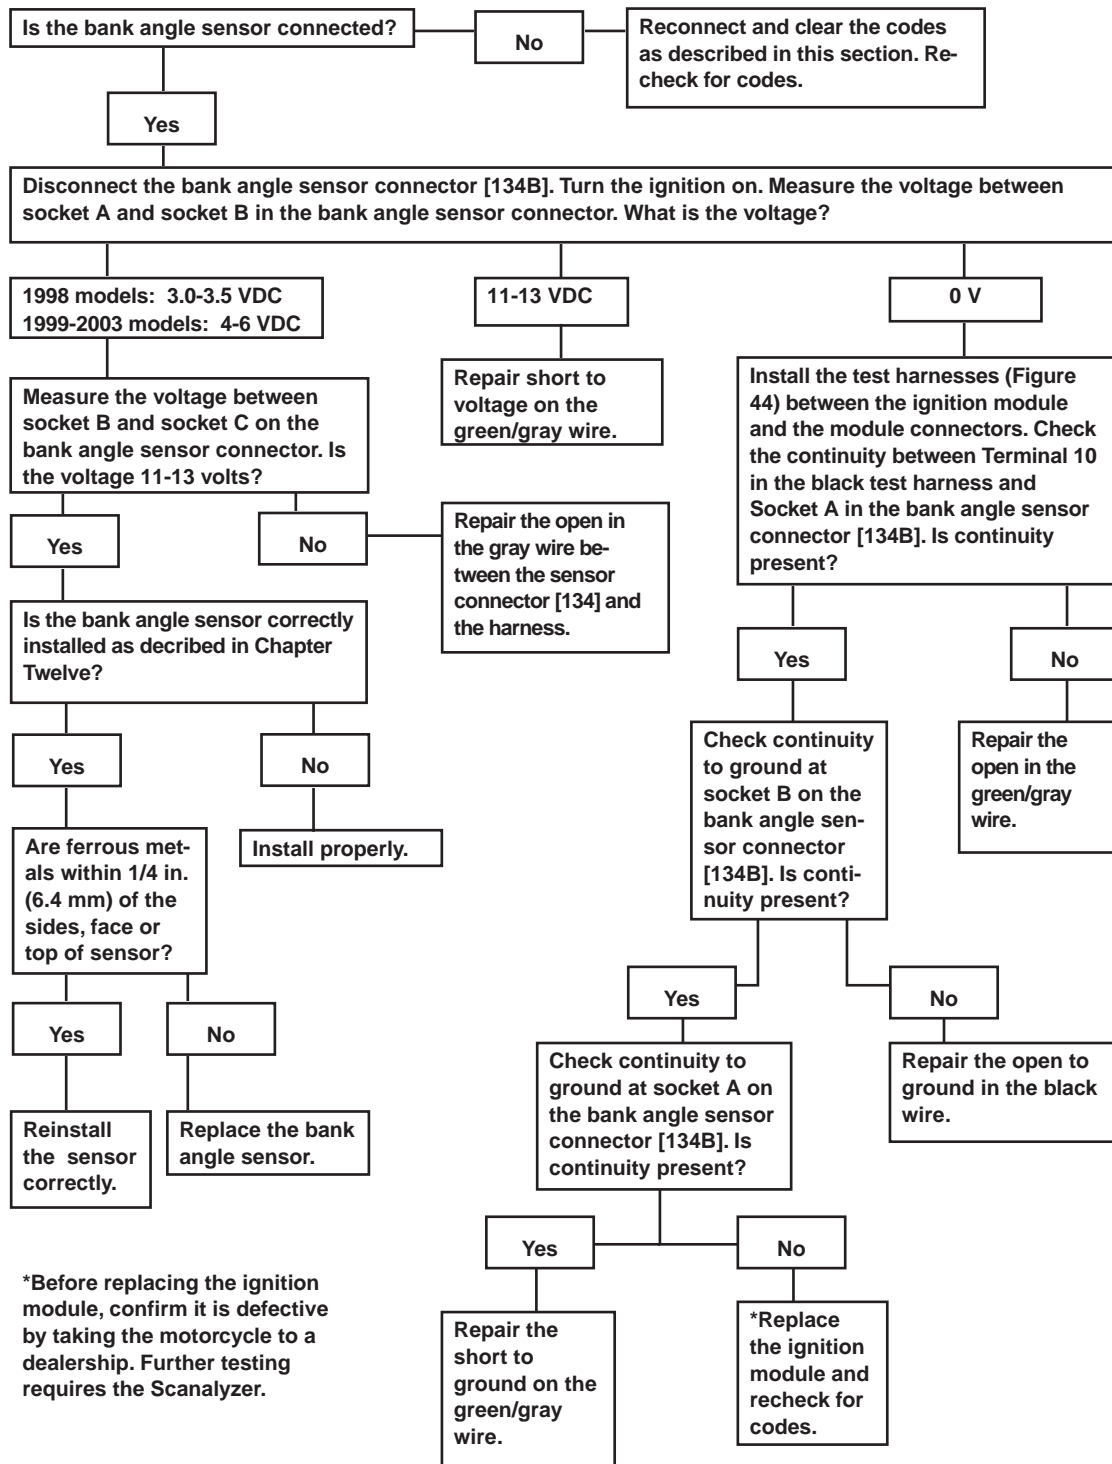 Is the bank angle sensor connected?
No
Reconnect and clear the codes
as described in this section. Re-
check for codes.
Yes
Disconnect the bank angle sensor connector [134B]. Turn the ignition on. Measure the voltage between
socket A and socket B in the bank angle sensor connector. What is the voltage?
1998 models:  3.0-3.5 VDC
1999-2003 models:  4-6 VDC
11-13 VDC
0 V
Measure the voltage between
socket B and socket C on the
bank angle sensor connector. Is
the voltage 11-13 volts?
Repair short to
voltage on the
green/gray wire.
Install the test harnesses (Figure
44) between the ignition module
and the module connectors. Check
the continuity between Terminal 10
in the black test harness and
Socket A in the bank angle sensor
connector [134B]. Is continuity
present?
Yes
No
Repair the open in
the gray wire be-
tween the sensor
connector [134] and
the harness.
Is the bank angle sensor correctly
installed as decribed in Chapter
Twelve?
Yes
No
Yes
No
Check continuity
to ground at
socket B on the
bank angle sen-
sor connector
[134B]. Is conti-
nuity present?
Repair the
open in the
green/gray
wire.
Are ferrous met-
als within 1/4 in.
(6.4 mm) of the
sides, face or
top of sensor?
Install properly.
Yes
No
Yes
No
Reinstall
the  sensor
correctly.
Replace the bank
angle sensor.
Check continuity to
ground at socket A on
the bank angle sensor
connector [134B]. Is
continuity present?
Repair the open to
ground in the black
wire.
Yes
No
*Before replacing the ignition
module, confirm it is defective
by taking the motorcycle to a
dealership. Further testing
requires the Scanalyzer.
Repair the
short to
ground on the
green/gray
wire.
*Replace
the ignition
module and
recheck for
codes.